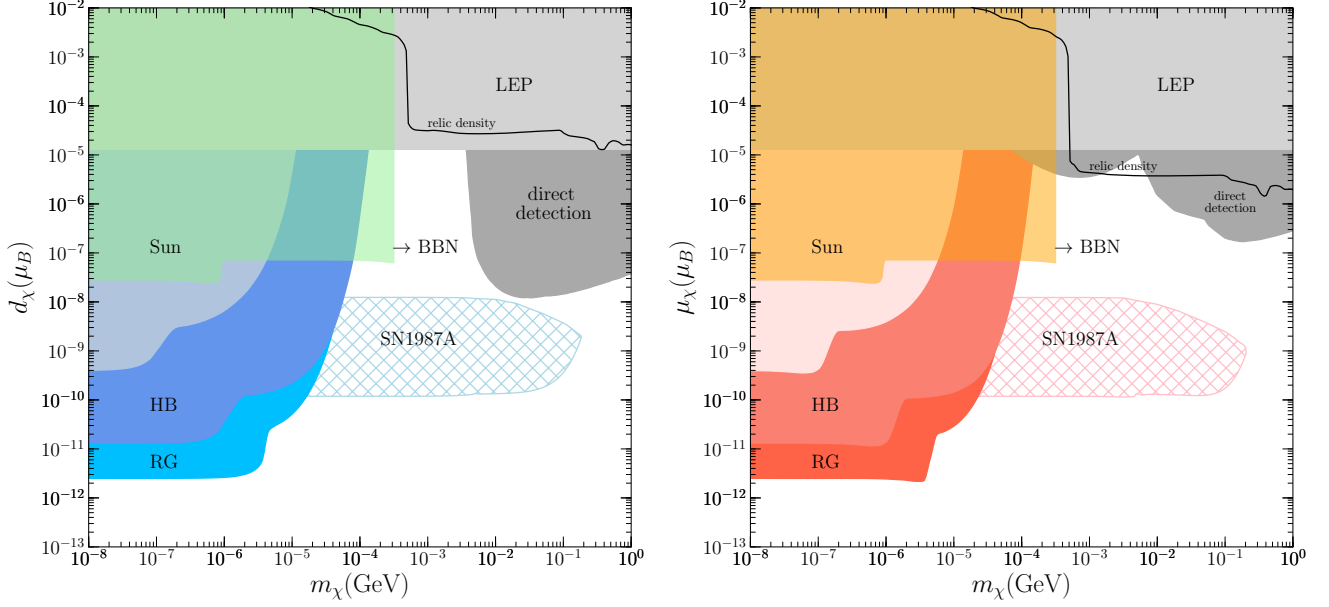 10⁻²
10⁻³
10⁻⁴
10⁻⁵
10⁻⁶
10⁻⁷
10⁻⁸
10⁻⁹
10⁻¹⁰
10⁻¹¹
10⁻¹²
10⁻¹³
d_χ(μ_B)
LEP
relic density
direct
detection
Sun
→ BBN
SN1987A
HB
RG
10⁻⁸ 10⁻⁷ 10⁻⁶ 10⁻⁵ 10⁻⁴ 10⁻³ 10⁻² 10⁻¹ 10⁰
m_χ(GeV)
10⁻²
10⁻³
10⁻⁴
10⁻⁵
10⁻⁶
10⁻⁷
10⁻⁸
10⁻⁹
10⁻¹⁰
10⁻¹¹
10⁻¹²
10⁻¹³
μ_χ(μ_B)
LEP
relic density
direct
detection
Sun
→ BBN
SN1987A
HB
RG
10⁻⁸ 10⁻⁷ 10⁻⁶ 10⁻⁵ 10⁻⁴ 10⁻³ 10⁻² 10⁻¹ 10⁰
m_χ(GeV)